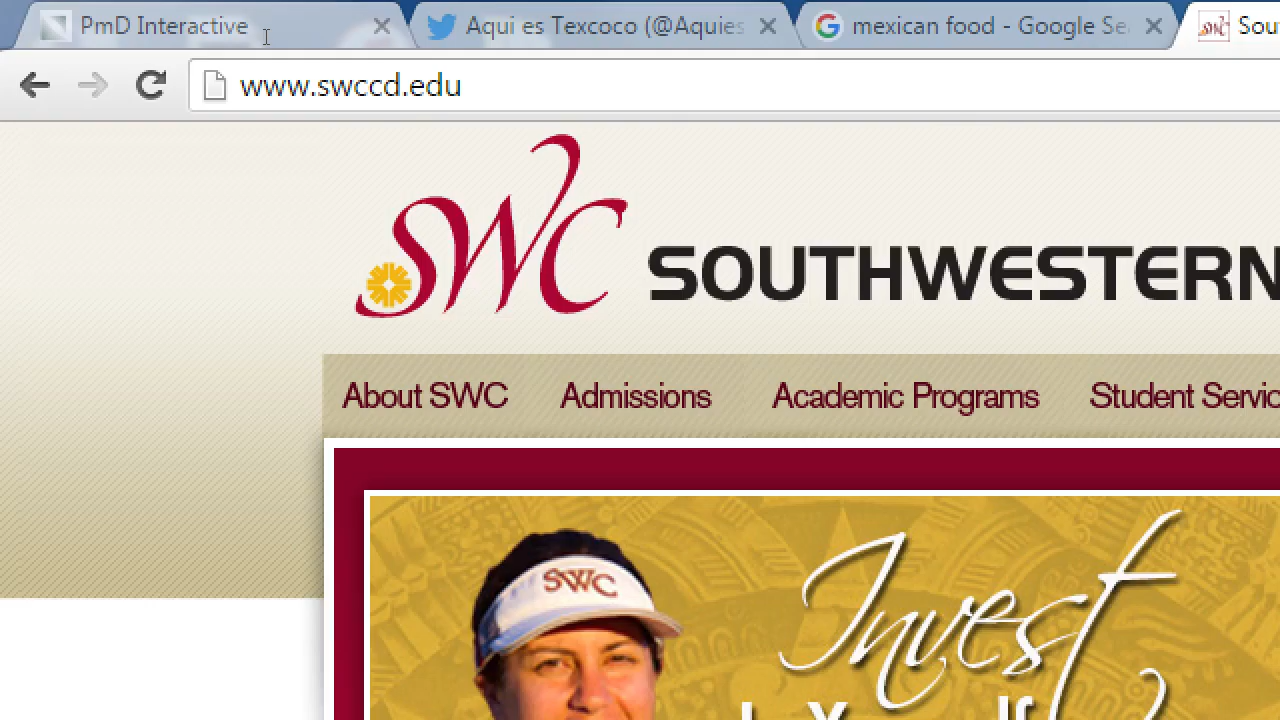 PmD Interactive
Aqui es Texcoco (@Aquies
mexican food - Google Se
Sou
www.swccd.edu
SWC SOUTHWESTERN
About SWC Admissions Academic Programs Student Servic
SWC
Invest